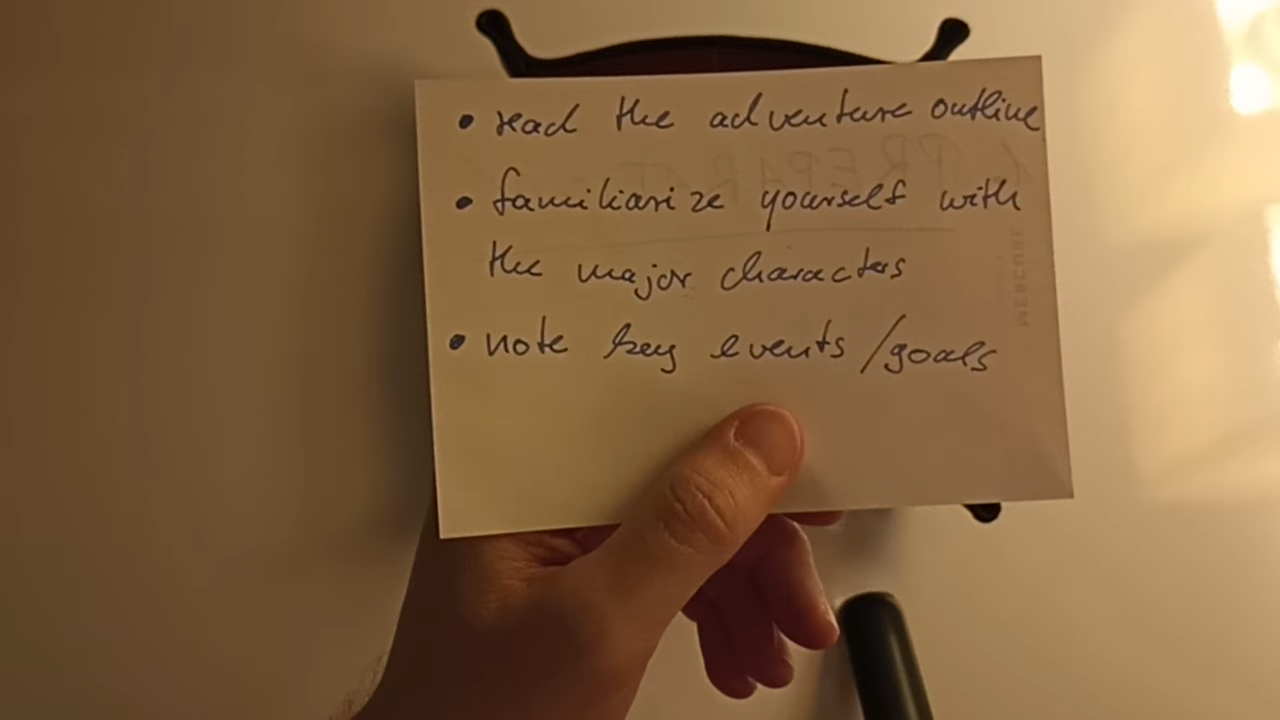 • read the adventure outline
• familiarize yourself with
the major characters
• note key events/goals